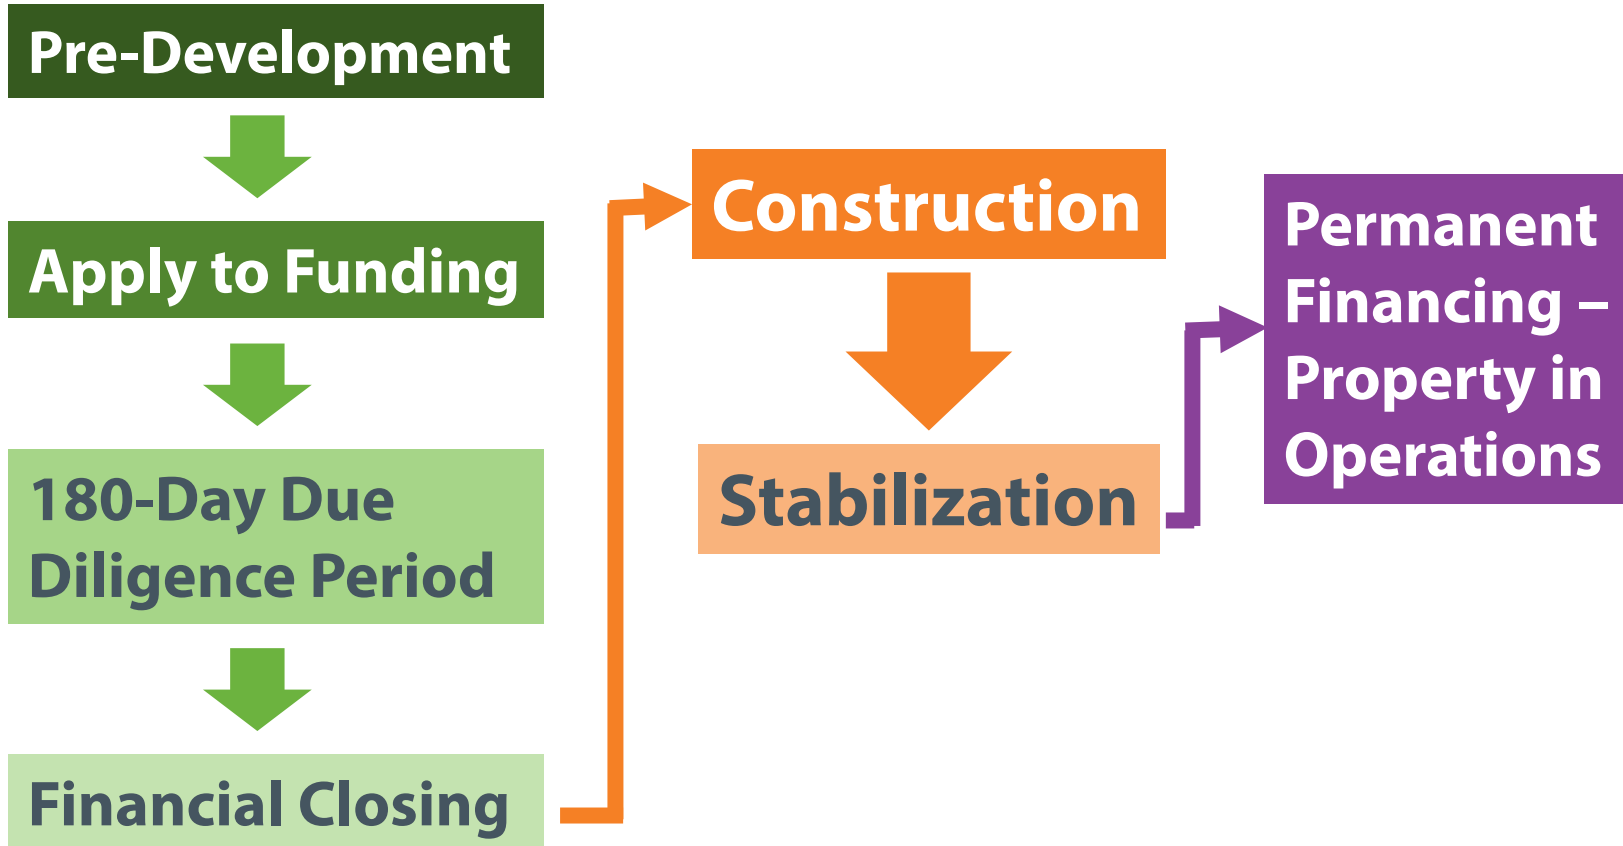 Pre-Development
Apply to Funding
180-Day Due
Diligence Period
Financial Closing
Construction
Stabilization
Permanent
Financing –
Property in
Operations